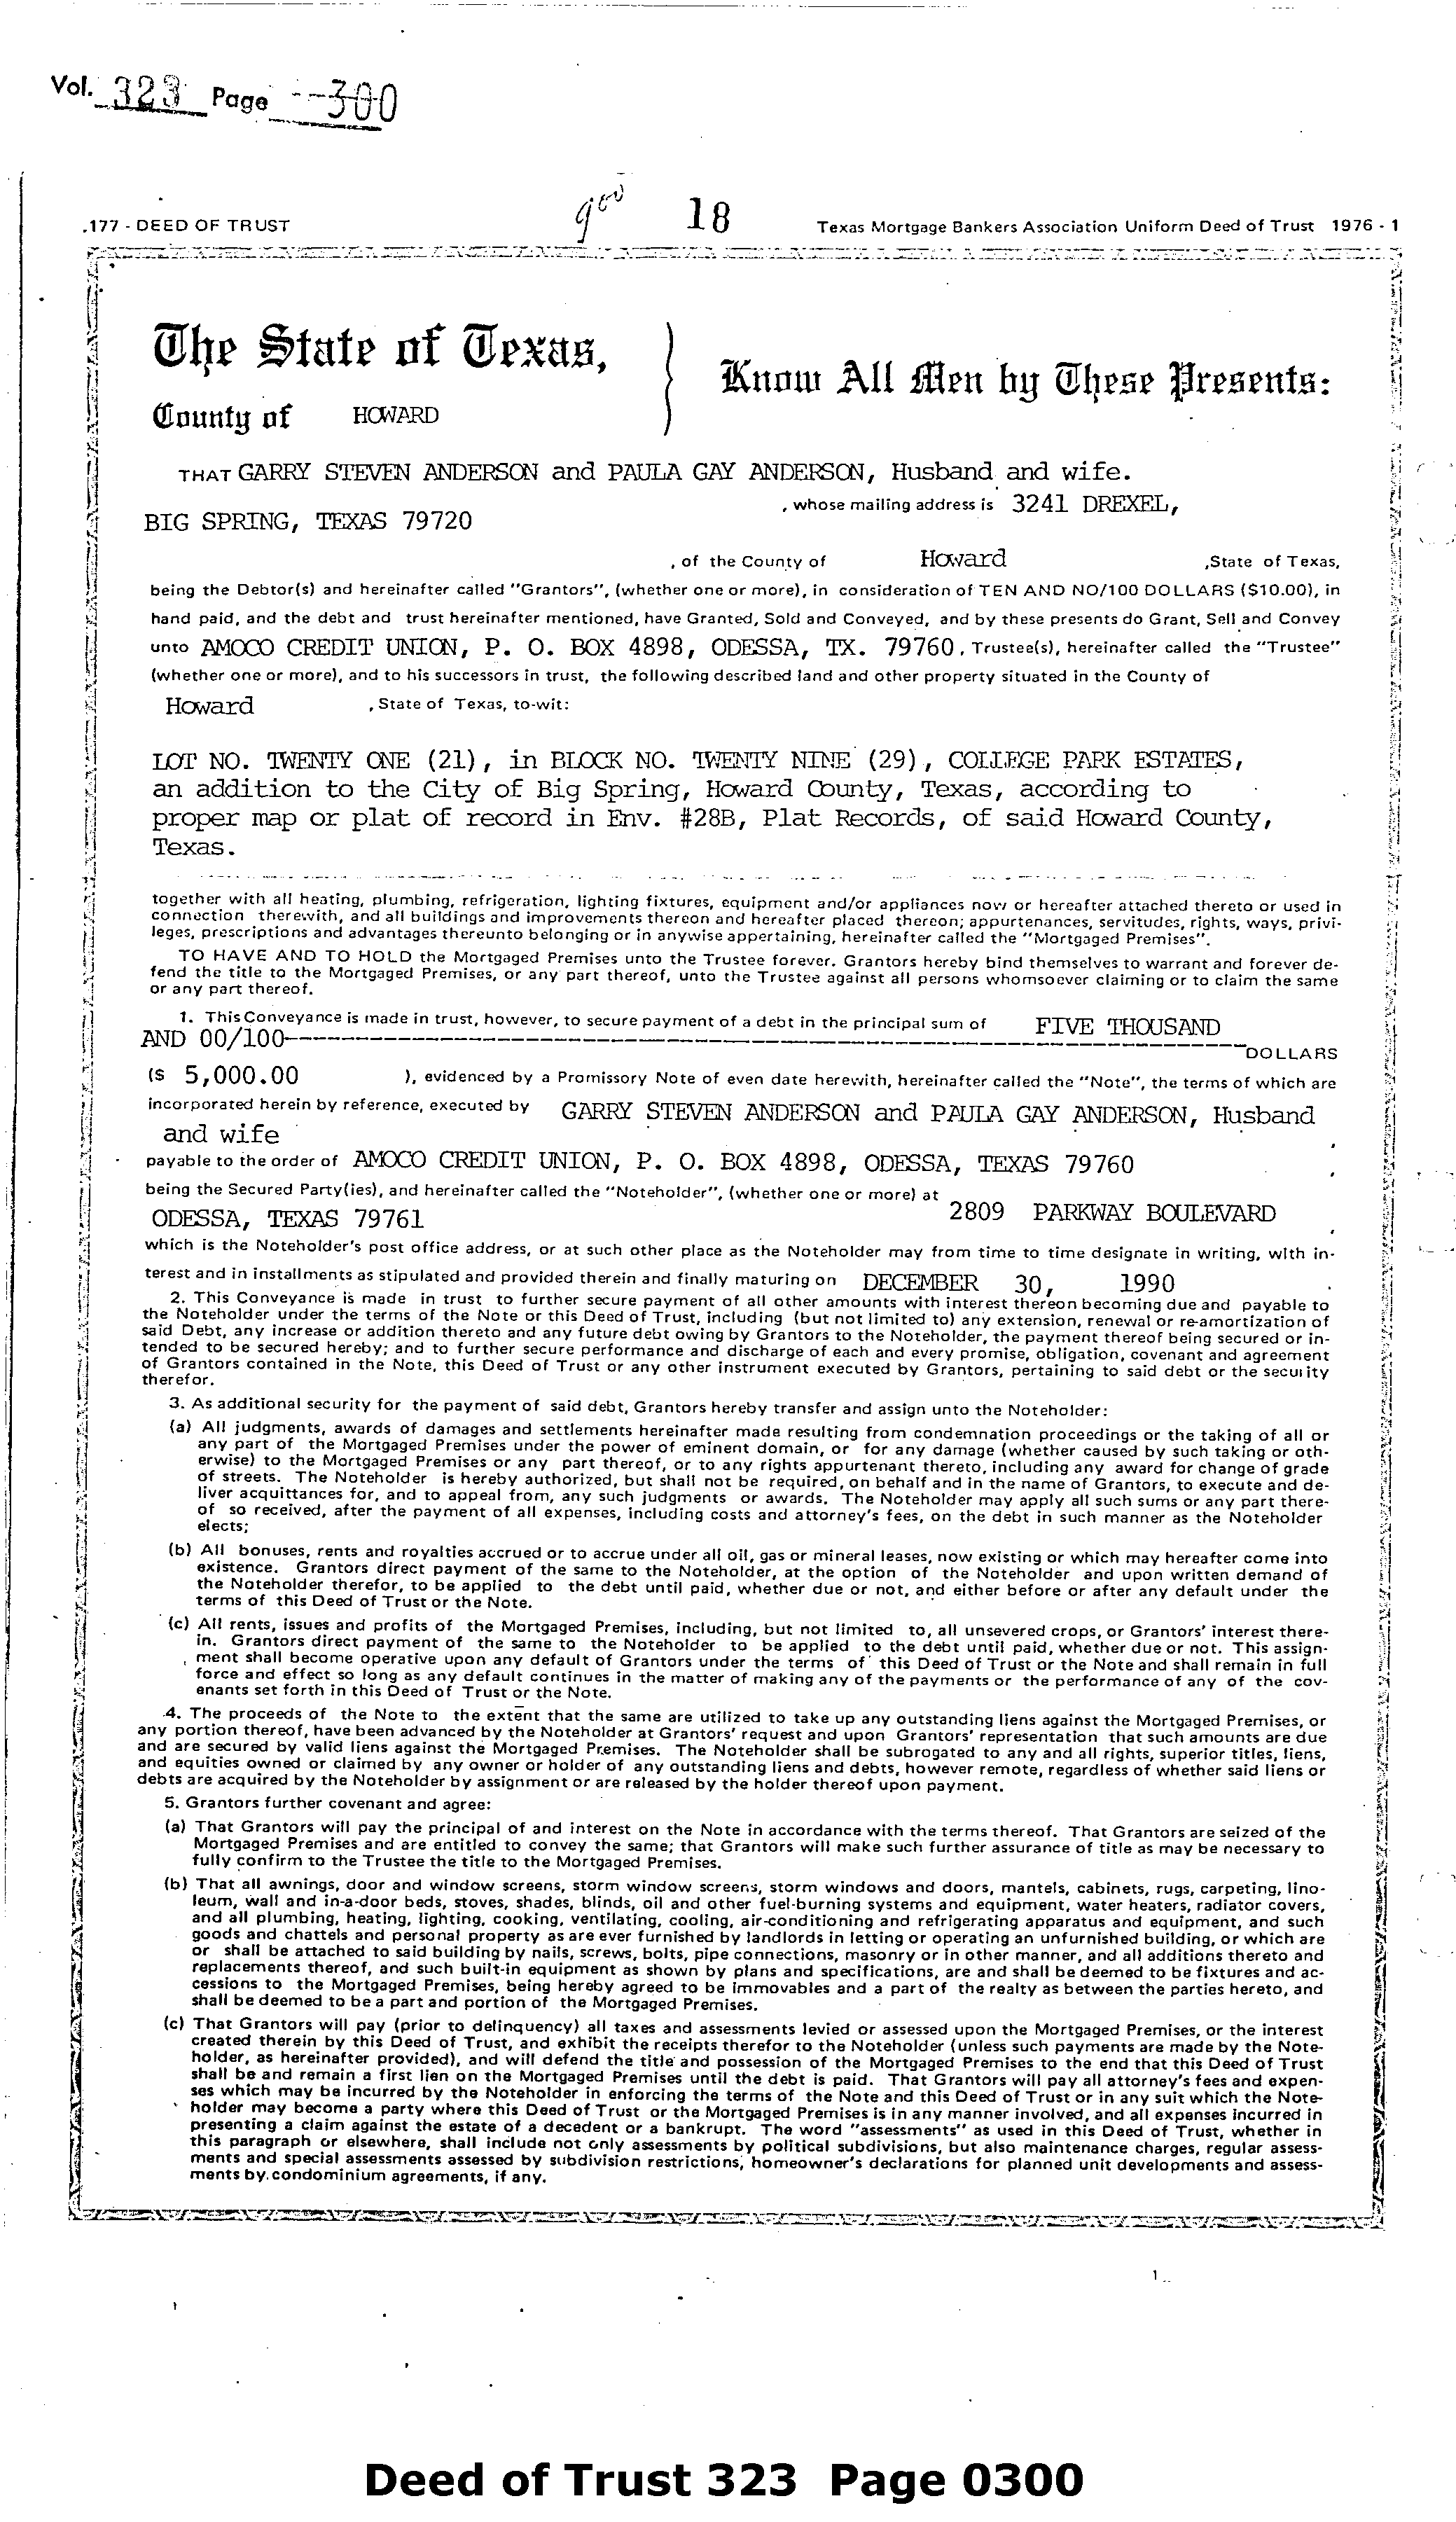 Vol. 323 Page --300
900 18
.177 - DEED OF TRUST Texas Mortgage Bankers Association Uniform Deed of Trust 1976 - 1
The State of Texas,
County of HOWARD
Know All Men by These Presents:
THAT GARRY STEVEN ANDERSON and PAULA GAY ANDERSON, Husband and wife.
, whose mailing address is 3241 DREXEL,
BIG SPRING, TEXAS 79720
, of the County of Howard ,State of Texas,
being the Debtor(s) and hereinafter called "Grantors", (whether one or more), in consideration of TEN AND NO/100 DOLLARS ($10.00), in
hand paid, and the debt and trust hereinafter mentioned, have Granted, Sold and Conveyed, and by these presents do Grant, Sell and Convey
unto AMOCO CREDIT UNION, P. O. BOX 4898, ODESSA, TX. 79760 , Trustee(s), hereinafter called the "Trustee"
(whether one or more), and to his successors in trust, the following described land and other property situated in the County of
Howard , State of Texas, to-wit:
LOT NO. TWENTY ONE (21), in BLOCK NO. TWENTY NINE (29), COLLEGE PARK ESTATES,
an addition to the City of Big Spring, Howard County, Texas, according to
proper map or plat of record in Env. #28B, Plat Records, of said Howard County,
Texas.
together with all heating, plumbing, refrigeration, lighting fixtures, equipment and/or appliances now or hereafter attached thereto or used in
connection therewith, and all buildings and improvements thereon and hereafter placed thereon; appurtenances, servitudes, rights, ways, privi-
leges, prescriptions and advantages thereunto belonging or in anywise appertaining, hereinafter called the "Mortgaged Premises".
TO HAVE AND TO HOLD the Mortgaged Premises unto the Trustee forever. Grantors hereby bind themselves to warrant and forever de-
fend the title to the Mortgaged Premises, or any part thereof, unto the Trustee against all persons whomsoever claiming or to claim the same
or any part thereof.
1. This Conveyance is made in trust, however, to secure payment of a debt in the principal sum of FIVE THOUSAND
AND 00/100------------------------------------------------------------------DOLLARS
($ 5,000.00 ), evidenced by a Promissory Note of even date herewith, hereinafter called the "Note", the terms of which are
incorporated herein by reference, executed by GARRY STEVEN ANDERSON and PAULA GAY ANDERSON, Husband
and wife
payable to the order of AMOCO CREDIT UNION, P. O. BOX 4898, ODESSA, TEXAS 79760
being the Secured Party(ies), and hereinafter called the "Noteholder", (whether one or more) at 2809 PARKWAY BOULEVARD
ODESSA, TEXAS 79761
which is the Noteholder's post office address, or at such other place as the Noteholder may from time to time designate in writing, with in-
terest and in installments as stipulated and provided therein and finally maturing on DECEMBER 30, 1990 .
2. This Conveyance is made in trust to further secure payment of all other amounts with interest thereon becoming due and payable to
the Noteholder under the terms of the Note or this Deed of Trust, including (but not limited to) any extension, renewal or re-amortization of
said Debt, any increase or addition thereto and any future debt owing by Grantors to the Noteholder, the payment thereof being secured or in-
tended to be secured hereby; and to further secure performance and discharge of each and every promise, obligation, covenant and agreement
of Grantors contained in the Note, this Deed of Trust or any other instrument executed by Grantors, pertaining to said debt or the security
therefor.
3. As additional security for the payment of said debt, Grantors hereby transfer and assign unto the Noteholder:
(a) All judgments, awards of damages and settlements hereinafter made resulting from condemnation proceedings or the taking of all or
any part of the Mortgaged Premises under the power of eminent domain, or for any damage (whether caused by such taking or oth-
erwise) to the Mortgaged Premises or any part thereof, or to any rights appurtenant thereto, including any award for change of grade
of streets. The Noteholder is hereby authorized, but shall not be required, on behalf and in the name of Grantors, to execute and de-
liver acquittances for, and to appeal from, any such judgments or awards. The Noteholder may apply all such sums or any part there-
of so received, after the payment of all expenses, including costs and attorney's fees, on the debt in such manner as the Noteholder
elects;
(b) All bonuses, rents and royalties accrued or to accrue under all oil, gas or mineral leases, now existing or which may hereafter come into
existence. Grantors direct payment of the same to the Noteholder, at the option of the Noteholder and upon written demand of
the Noteholder therefor, to be applied to the debt until paid, whether due or not, and either before or after any default under the
terms of this Deed of Trust or the Note.
(c) All rents, issues and profits of the Mortgaged Premises, including, but not limited to, all unsevered crops, or Grantors' interest there-
in. Grantors direct payment of the same to the Noteholder to be applied to the debt until paid, whether due or not. This assign-
ment shall become operative upon any default of Grantors under the terms of this Deed of Trust or the Note and shall remain in full
force and effect so long as any default continues in the matter of making any of the payments or the performance of any of the cov-
enants set forth in this Deed of Trust or the Note.
4. The proceeds of the Note to the extent that the same are utilized to take up any outstanding liens against the Mortgaged Premises, or
any portion thereof, have been advanced by the Noteholder at Grantors' request and upon Grantors' representation that such amounts are due
and are secured by valid liens against the Mortgaged Premises. The Noteholder shall be subrogated to any and all rights, superior titles, liens,
and equities owned or claimed by any owner or holder of any outstanding liens and debts, however remote, regardless of whether said liens or
debts are acquired by the Noteholder by assignment or are released by the holder thereof upon payment.
5. Grantors further covenant and agree:
(a) That Grantors will pay the principal of and interest on the Note in accordance with the terms thereof. That Grantors are seized of the
Mortgaged Premises and are entitled to convey the same; that Grantors will make such further assurance of title as may be necessary to
fully confirm to the Trustee the title to the Mortgaged Premises.
(b) That all awnings, door and window screens, storm window screens, storm windows and doors, mantels, cabinets, rugs, carpeting, lino-
leum, wall and in-a-door beds, stoves, shades, blinds, oil and other fuel-burning systems and equipment, water heaters, radiator covers,
and all plumbing, heating, lighting, cooking, ventilating, cooling, air-conditioning and refrigerating apparatus and equipment, and such
goods and chattels and personal property as are ever furnished by landlords in letting or operating an unfurnished building, or which are
or shall be attached to said building by nails, screws, bolts, pipe connections, masonry or in other manner, and all additions thereto and
replacements thereof, and such built-in equipment as shown by plans and specifications, are and shall be deemed to be fixtures and ac-
cessions to the Mortgaged Premises, being hereby agreed to be immovables and a part of the realty as between the parties hereto, and
shall be deemed to be a part and portion of the Mortgaged Premises.
(c) That Grantors will pay (prior to delinquency) all taxes and assessments levied or assessed upon the Mortgaged Premises, or the interest
created therein by this Deed of Trust, and exhibit the receipts therefor to the Noteholder (unless such payments are made by the Note-
holder, as hereinafter provided), and will defend the title and possession of the Mortgaged Premises to the end that this Deed of Trust
shall be and remain a first lien on the Mortgaged Premises until the debt is paid. That Grantors will pay all attorney's fees and expen-
ses which may be incurred by the Noteholder in enforcing the terms of the Note and this Deed of Trust or in any suit which the Note-
holder may become a party where this Deed of Trust or the Mortgaged Premises is in any manner involved, and all expenses incurred in
presenting a claim against the estate of a decedent or a bankrupt. The word "assessments" as used in this Deed of Trust, whether in
this paragraph or elsewhere, shall include not only assessments by political subdivisions, but also maintenance charges, regular assess-
ments and special assessments assessed by subdivision restrictions, homeowner's declarations for planned unit developments and assess-
ments by condominium agreements, if any.
Deed of Trust 323 Page 0300